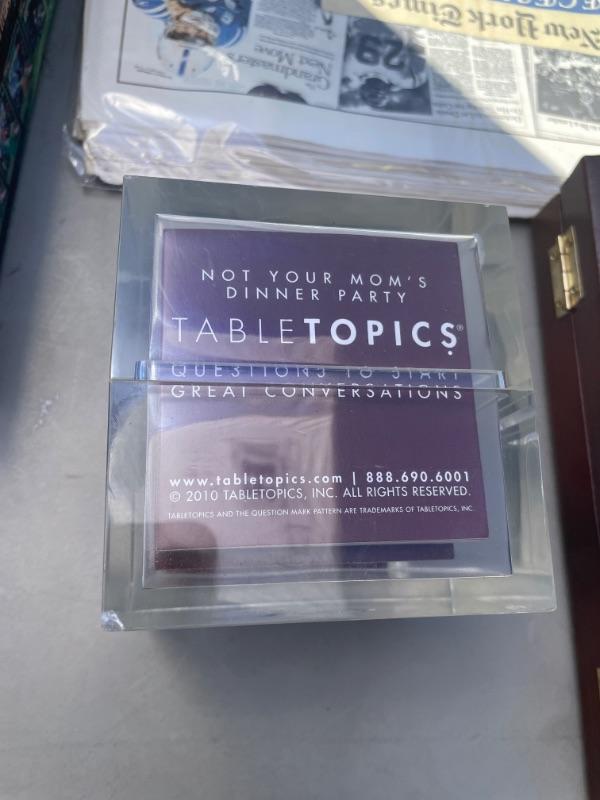 New York Times
Grandmaster's
Next Move
29
NOT YOUR MOM'S
DINNER PARTY
TABLETOPICS®
QUESTIONS TO START
GREAT CONVERSATIONS
www.tabletopics.com | 888.690.6001
© 2010 TABLETOPICS, INC. ALL RIGHTS RESERVED.
TABLETOPICS AND THE QUESTION MARK PATTERN ARE TRADEMARKS OF TABLETOPICS, INC.